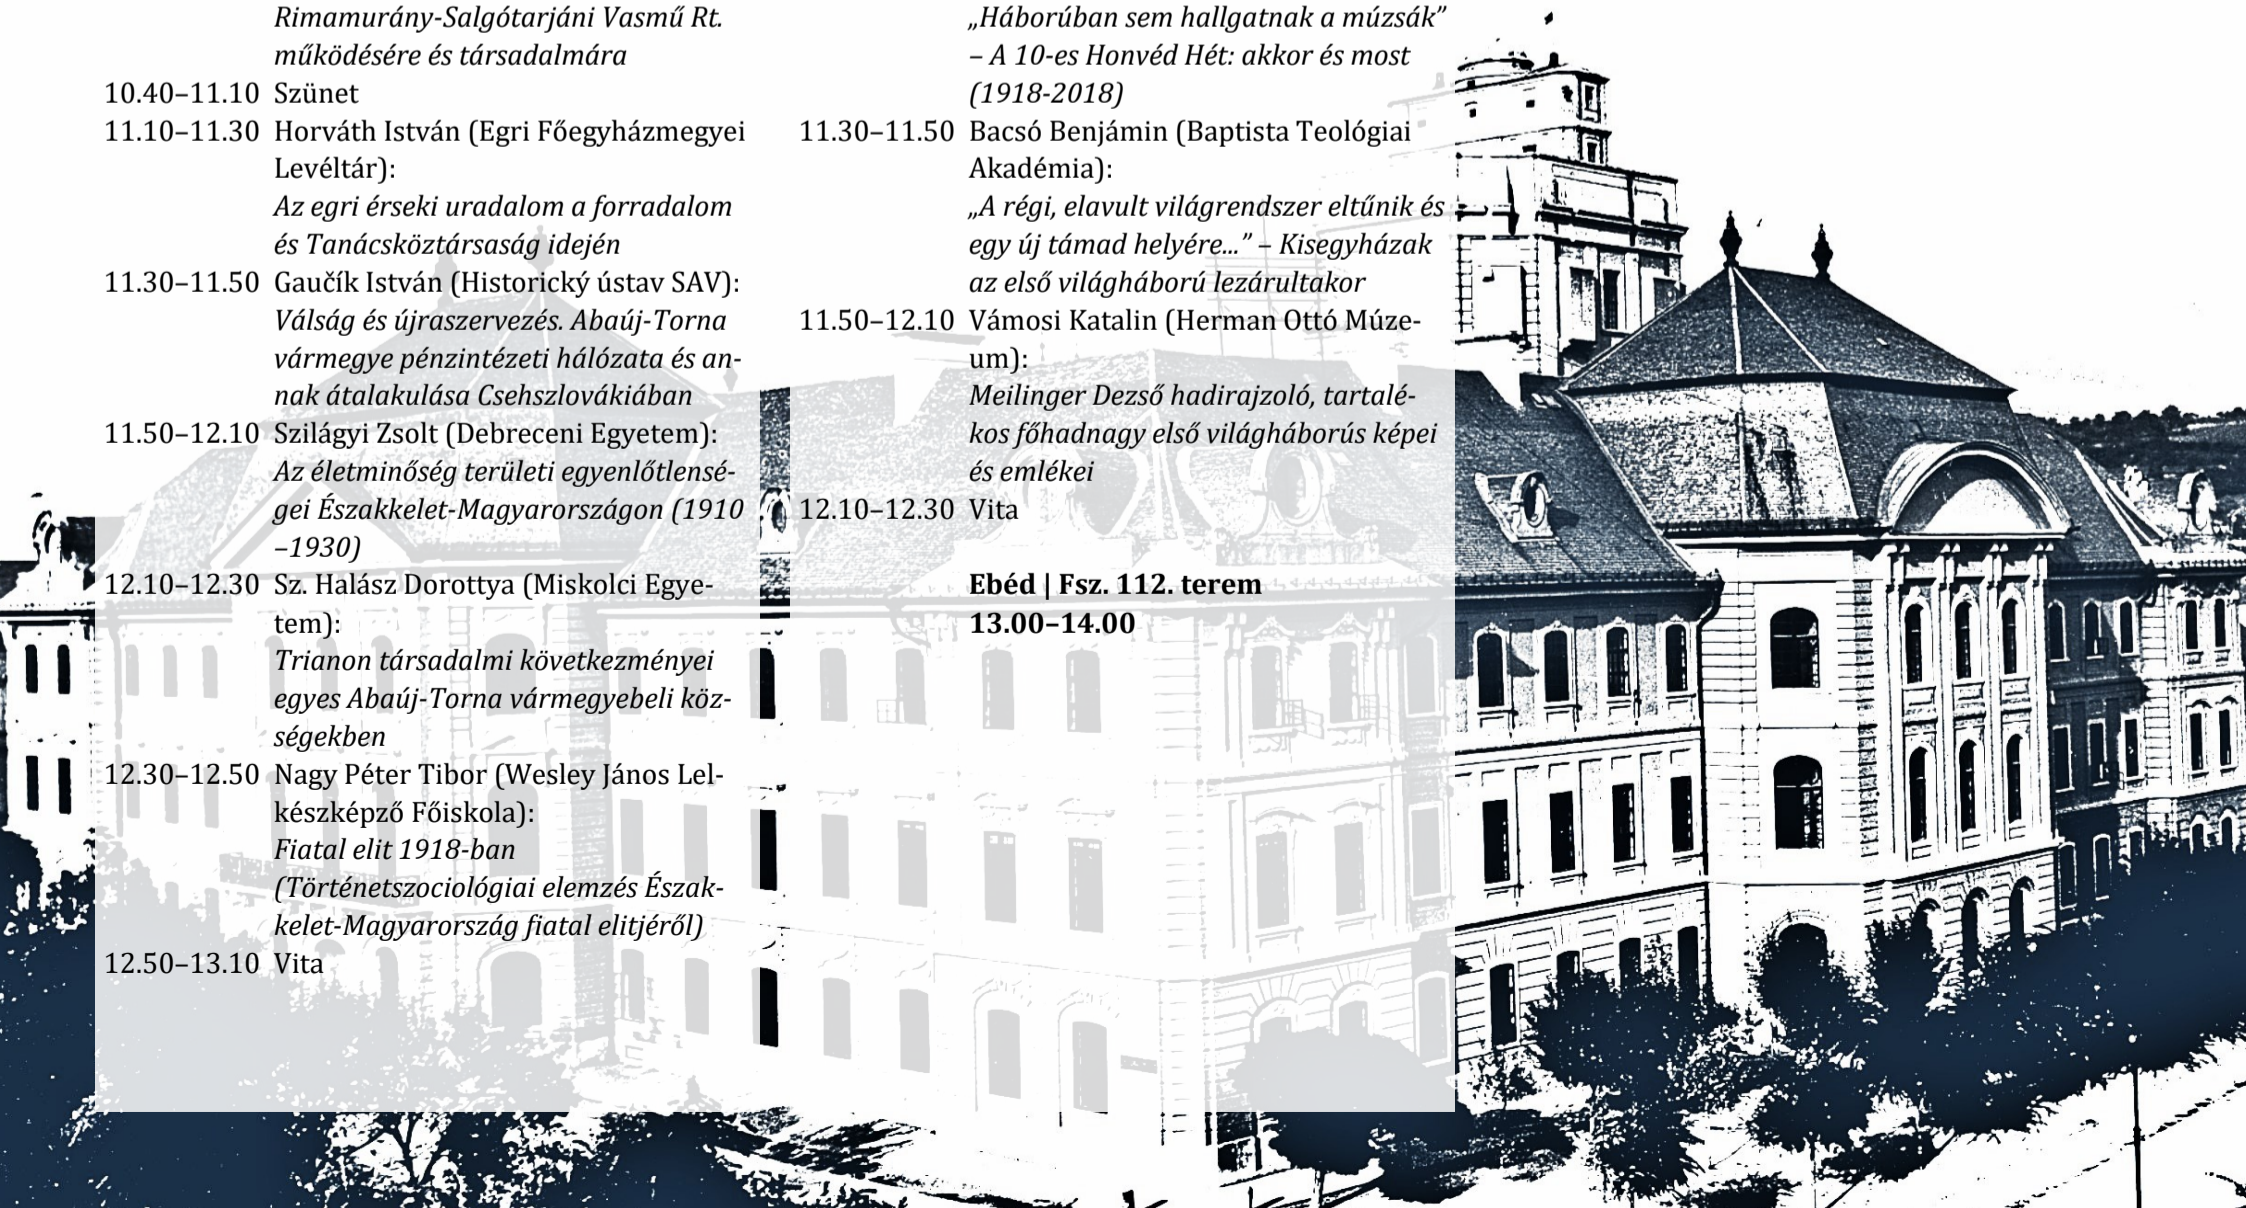 Rimamurány-Salgótarjáni Vasmű Rt.
működésére és társadalmára
10.40–11.10 Szünet
11.10–11.30 Horváth István (Egri Főegyházmegyei
Levéltár):
Az egri érseki uradalom a forradalom
és Tanácsköztársaság idején
11.30–11.50 Gaučík István (Historický ústav SAV):
Válság és újraszervezés. Abaúj-Torna
vármegye pénzintézeti hálózata és an-
nak átalakulása Csehszlovákiában
11.50–12.10 Szilágyi Zsolt (Debreceni Egyetem):
Az életminőség területi egyenlőtlensé-
gei Északkelet-Magyarországon (1910
–1930)
12.10–12.30 Sz. Halász Dorottya (Miskolci Egye-
tem):
Trianon társadalmi következményei
egyes Abaúj-Torna vármegyebeli köz-
ségekben
12.30–12.50 Nagy Péter Tibor (Wesley János Lel-
készképző Főiskola):
Fiatal elit 1918-ban
(Történetszociológiai elemzés Észak-
kelet-Magyarország fiatal elitjéről)
12.50–13.10 Vita
„Háborúban sem hallgatnak a múzsák”
– A 10-es Honvéd Hét: akkor és most
(1918-2018)
11.30–11.50 Bacsó Benjámin (Baptista Teológiai
Akadémia):
„A régi, elavult világrendszer eltűnik és
egy új támad helyére...” – Kisegyházak
az első világháború lezárultakor
11.50–12.10 Vámosi Katalin (Herman Ottó Múze-
um):
Meilinger Dezső hadirajzoló, tartalé-
kos főhadnagy első világháborús képei
és emlékei
12.10–12.30 Vita
Ebéd | Fsz. 112. terem
13.00–14.00